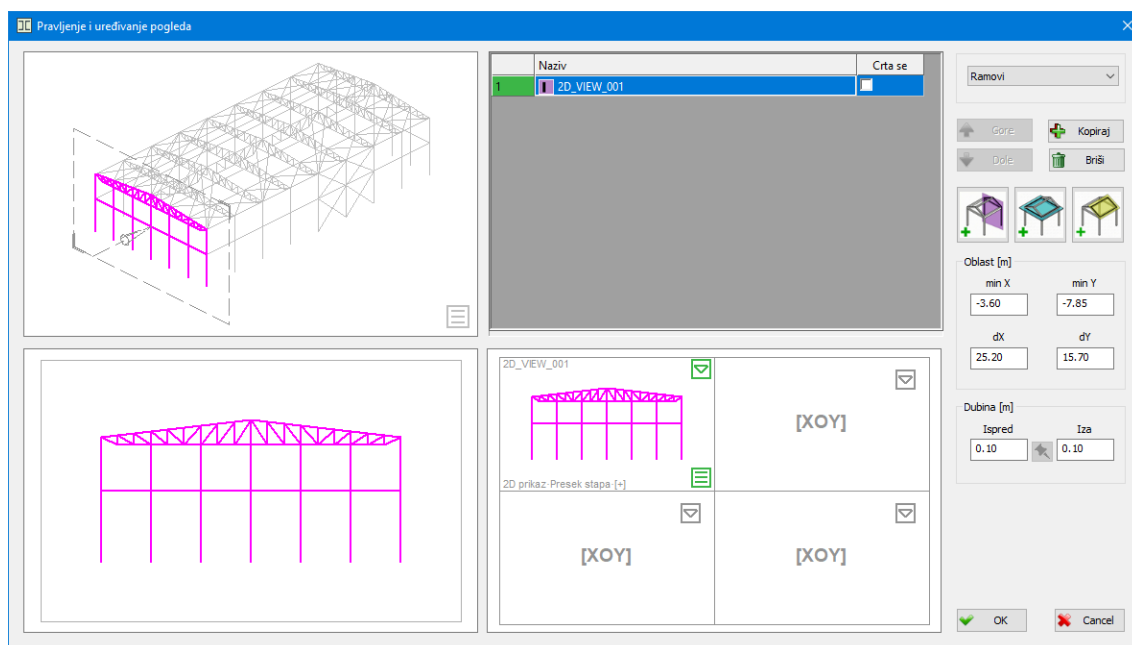 Pravljenje i uređivanje pogleda
Naziv
Crta se
1
2D_VIEW_001
Ramovi
Gore
Kopiraj
Dole
Briši
Oblast [m]
min X
min Y
-3.60
-7.85
dX
dY
25.20
15.70
Dubina [m]
Ispred
Iza
0.10
0.10
2D_VIEW_001
[XOY]
2D prikaz·Presek stapa·[+]
[XOY]
[XOY]
OK
Cancel